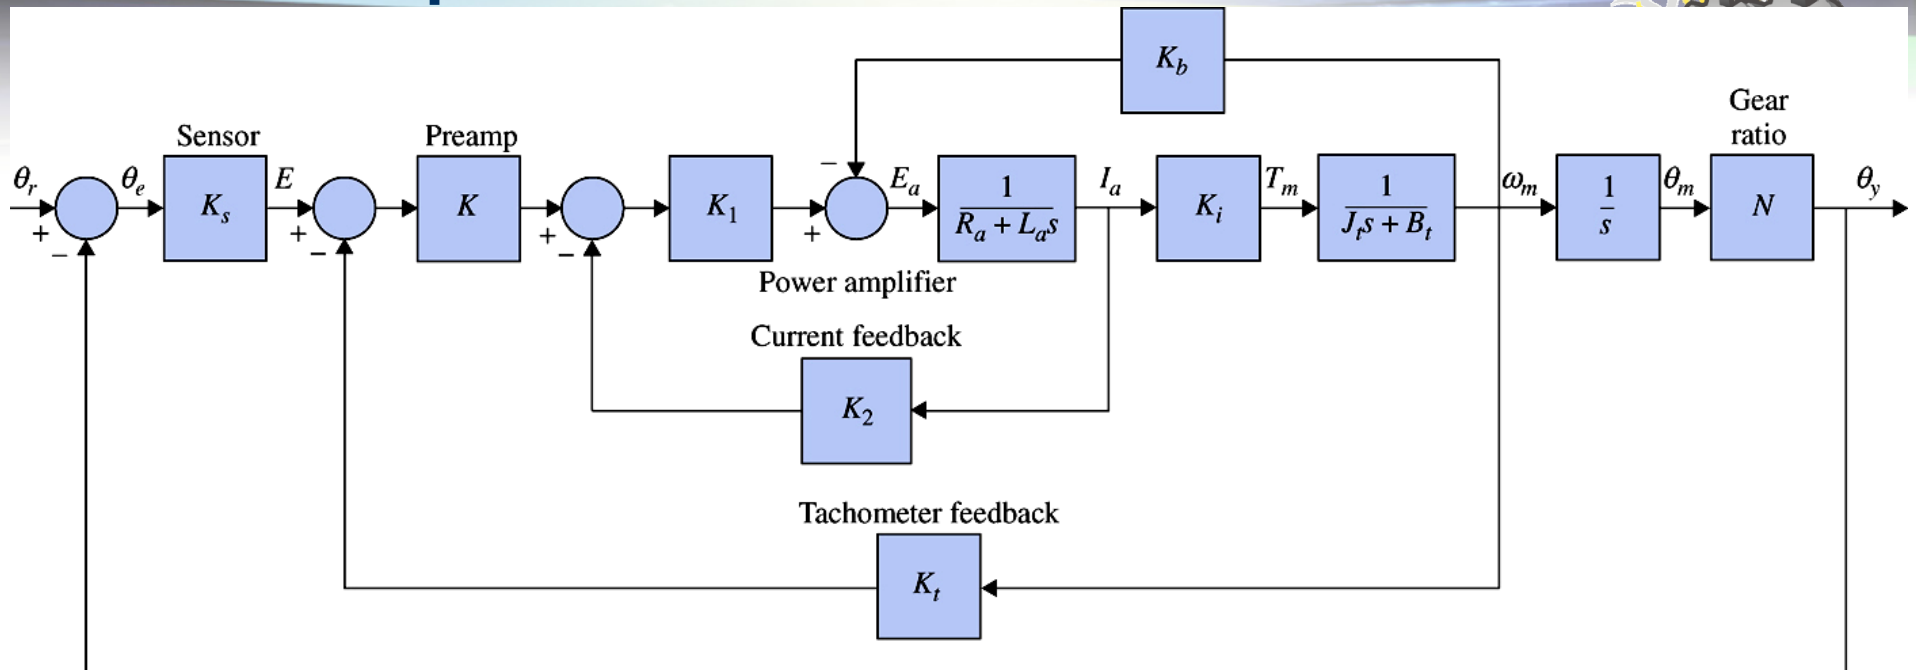 K_b
Gear
ratio
Sensor
Preamp
θ_r
θ_e
K_s
E
K
K_1
E_a
1
R_a + L_a s
I_a
K_i
T_m
1
J_t s + B_t
ω_m
1
s
θ_m
N
θ_y
+
−
+
−
+
−
+
−
Power amplifier
Current feedback
K_2
Tachometer feedback
K_t